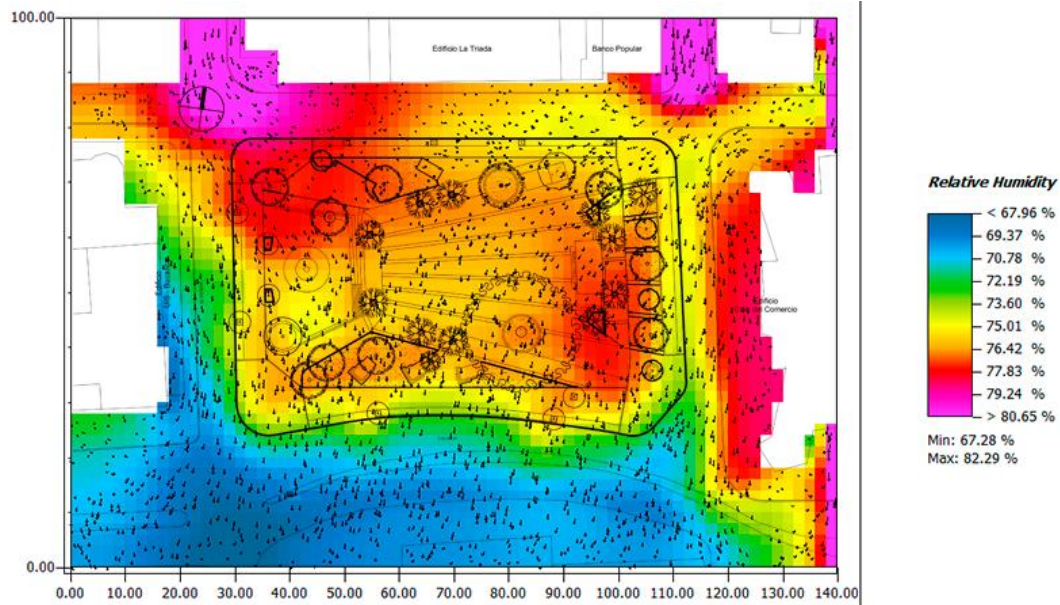 100.00
Edificio La Triada
Banco Popular
Relative Humidity
< 67.96 %
69.37 %
70.78 %
72.19 %
73.60 %
75.01 %
76.42 %
77.83 %
79.24 %
> 80.65 %
Min: 67.28 %
Max: 82.29 %
Edificio
del Comercio
0.00
0.00 10.00 20.00 30.00 40.00 50.00 60.00 70.00 80.00 90.00 100.00 110.00 120.00 130.00 140.00